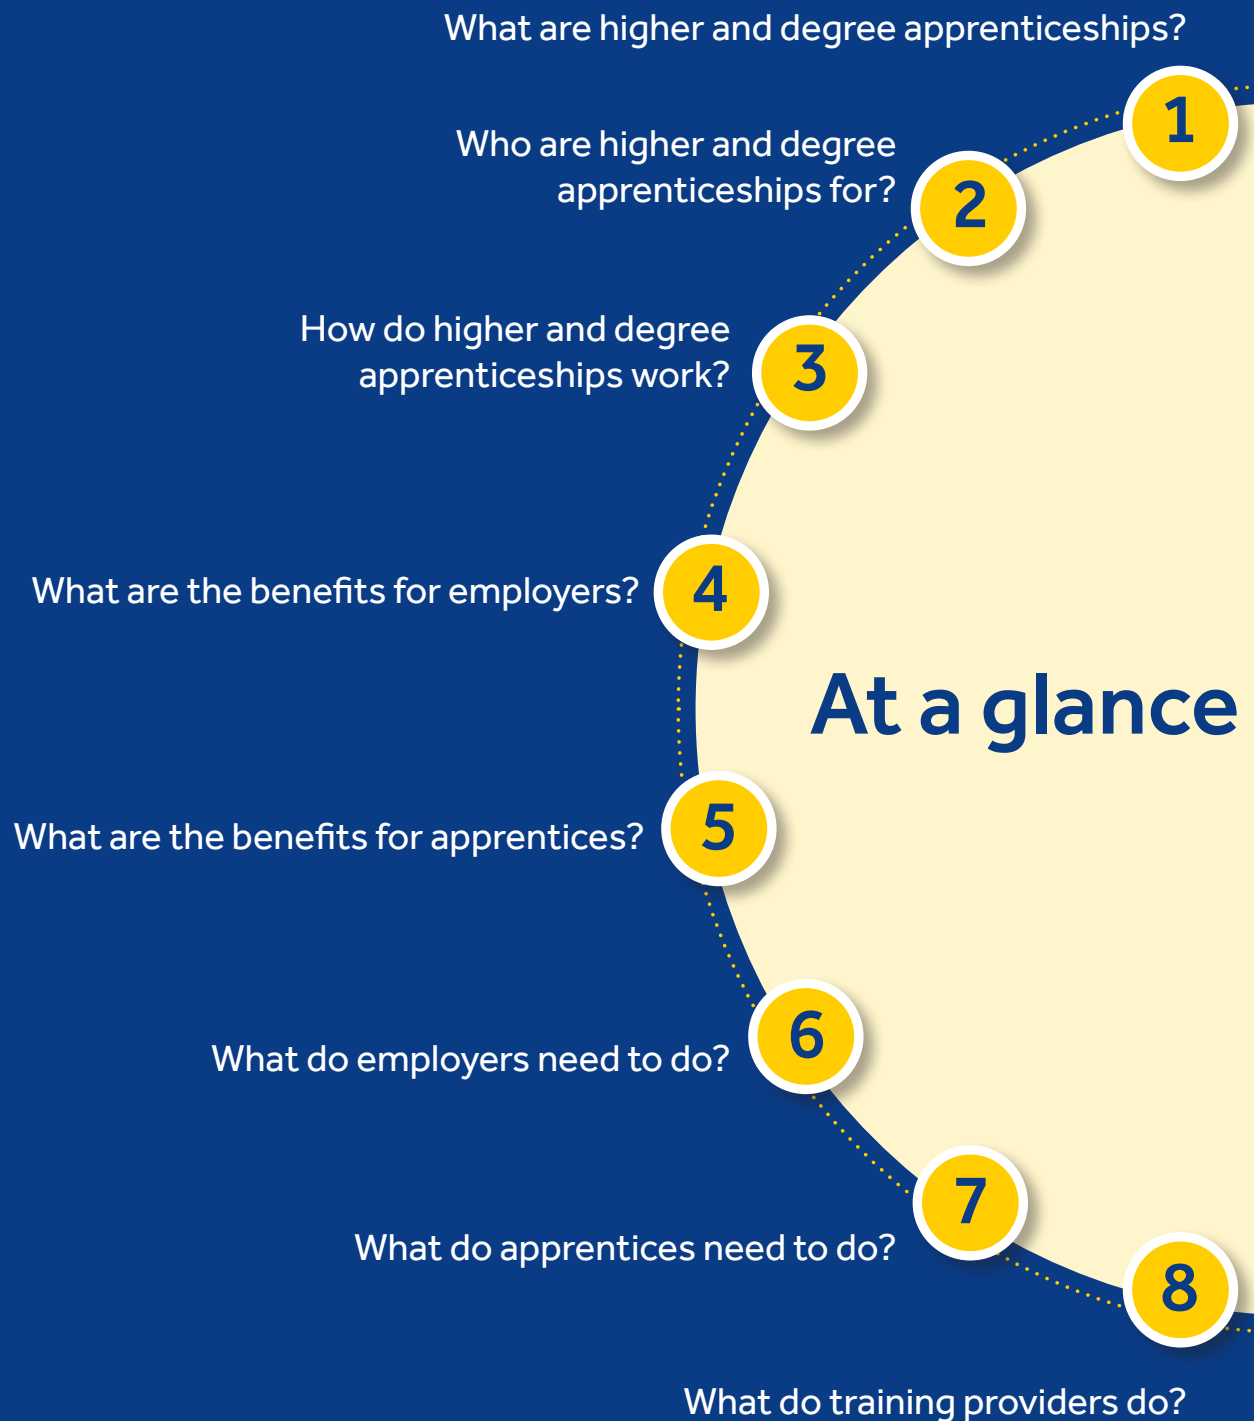 What are higher and degree apprenticeships?
1
Who are higher and degree
apprenticeships for?
2
How do higher and degree
apprenticeships work?
3
What are the benefits for employers?
4
At a glance
What are the benefits for apprentices?
5
What do employers need to do?
6
What do apprentices need to do?
7
8
What do training providers do?